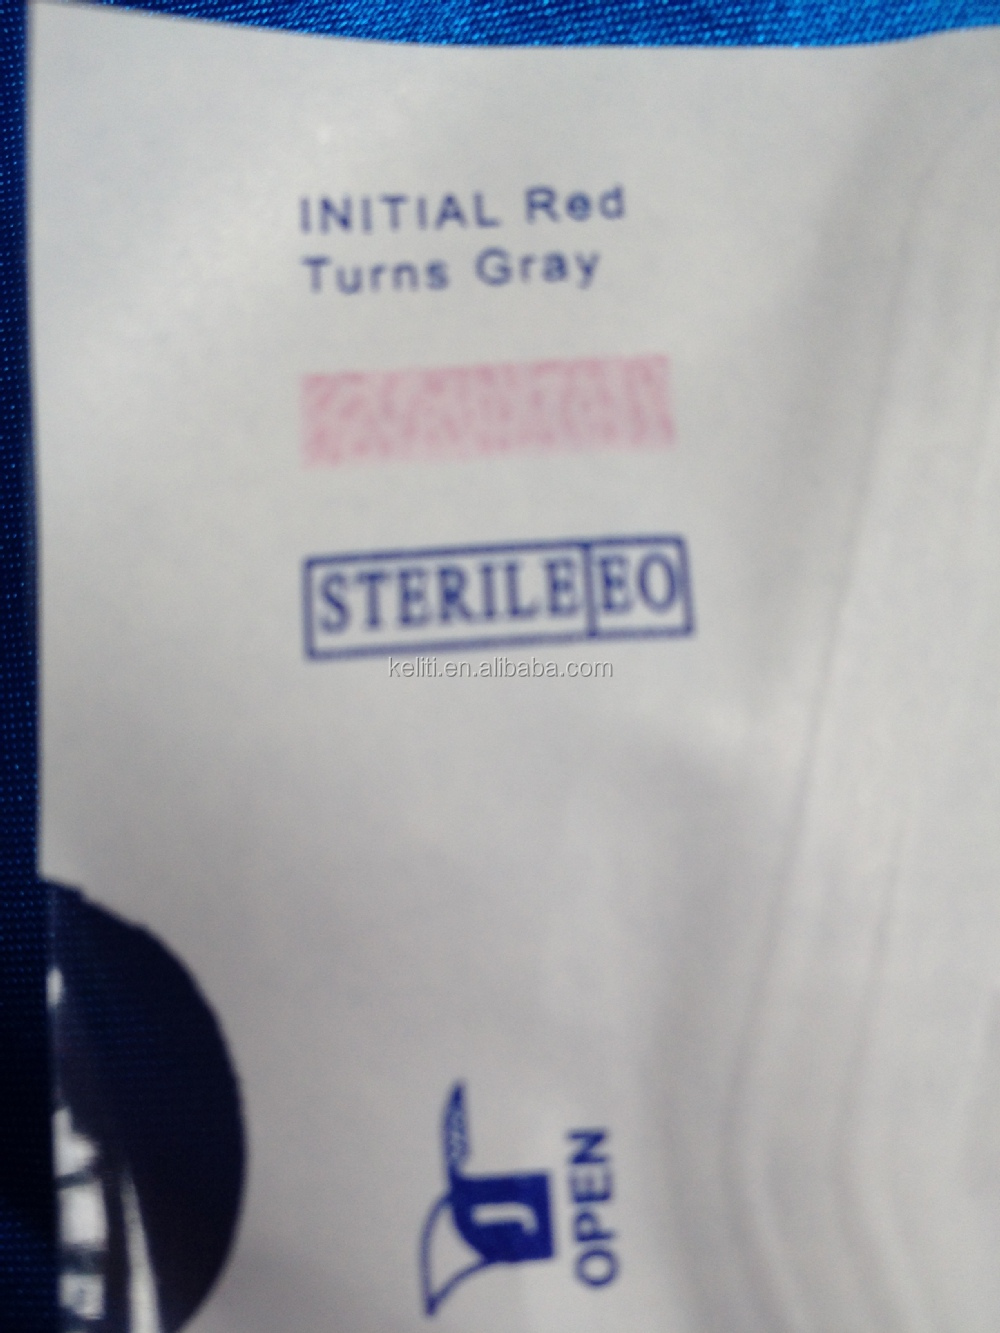 INITIAL Red
Turns Gray
STERILE EO
keliti.en.alibaba.com
J
OPEN